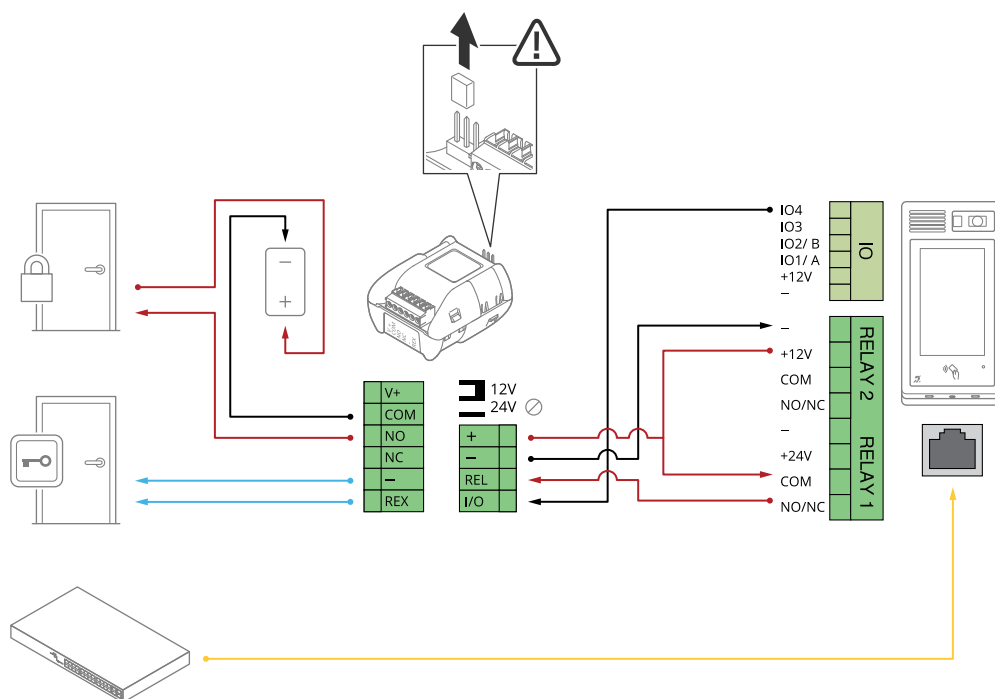 IO4
IO3
IO2/ B
IO1/ A
+12V
–
IO
–
+12V
COM
NO/NC
–
+24V
COM
NO/NC
RELAY 2
RELAY 1
– 
+
V+
COM
NO
NC
–
REX
12V
24V
+
–
REL
I/O